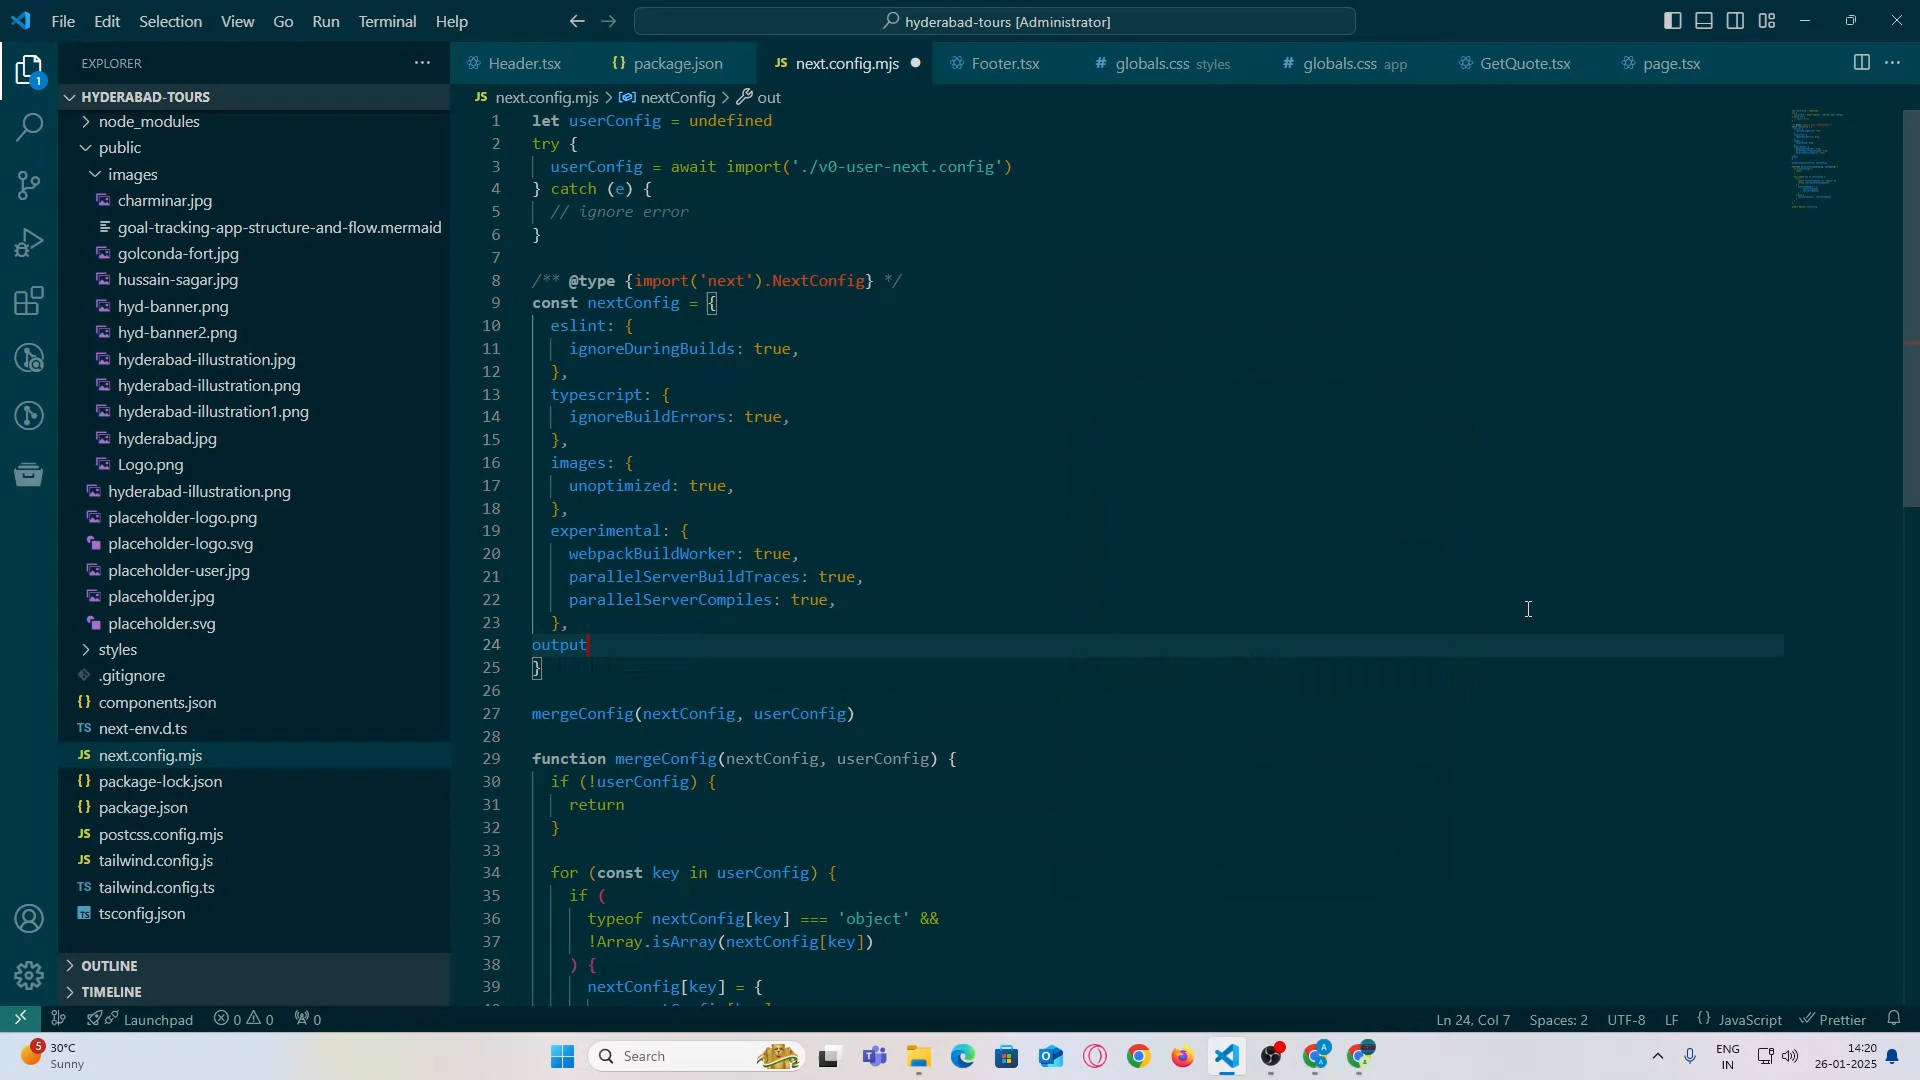 File Edit Selection View Go Run Terminal Help
hyderabad-tours [Administrator]
EXPLORER
HYDERABAD-TOURS
node_modules
public
images
charminar.jpg
goal-tracking-app-structure-and-flow.mermaid
golconda-fort.jpg
hussain-sagar.jpg
hyd-banner.png
hyd-banner2.png
hyderabad-illustration.jpg
hyderabad-illustration.png
hyderabad-illustration1.png
hyderabad.jpg
Logo.png
hyderabad-illustration.png
placeholder-logo.png
placeholder-logo.svg
placeholder-user.jpg
placeholder.jpg
placeholder.svg
styles
.gitignore
components.json
TS next-env.d.ts
JS next.config.mjs
package-lock.json
package.json
JS postcss.config.mjs
JS tailwind.config.js
TS tailwind.config.ts
TS tsconfig.json
OUTLINE
TIMELINE
1
Header.tsx
{} package.json
JS next.config.mjs
Footer.tsx
# globals.css styles
# globals.css app
GetQuote.tsx
page.tsx
JS next.config.mjs > nextConfig > out
1 let userConfig = undefined
2 try {
3 userConfig = await import('./v0-user-next.config')
4 } catch (e) {
5 // ignore error
6 }
7
8 /** @type {import('next').NextConfig} */
9 const nextConfig = {
10 eslint: {
11 ignoreDuringBuilds: true,
12 },
13 typescript: {
14 ignoreBuildErrors: true,
15 },
16 images: {
17 unoptimized: true,
18 },
19 experimental: {
20 webpackBuildWorker: true,
21 parallelServerBuildTraces: true,
22 parallelServerCompiles: true,
23 },
24 output
25 }
26
27 mergeConfig(nextConfig, userConfig)
28
29 function mergeConfig(nextConfig, userConfig) {
30 if (!userConfig) {
31 return
32 }
33
34 for (const key in userConfig) {
35 if (
36 typeof nextConfig[key] === 'object' &&
37 !Array.isArray(nextConfig[key])
38 ) {
39 nextConfig[key] = {
Launchpad 0 0 0
Ln 24, Col 7 Spaces: 2 UTF-8 LF {} JavaScript Prettier
5
30°C
Sunny
Search
ENG
IN
14:20
26-01-2025